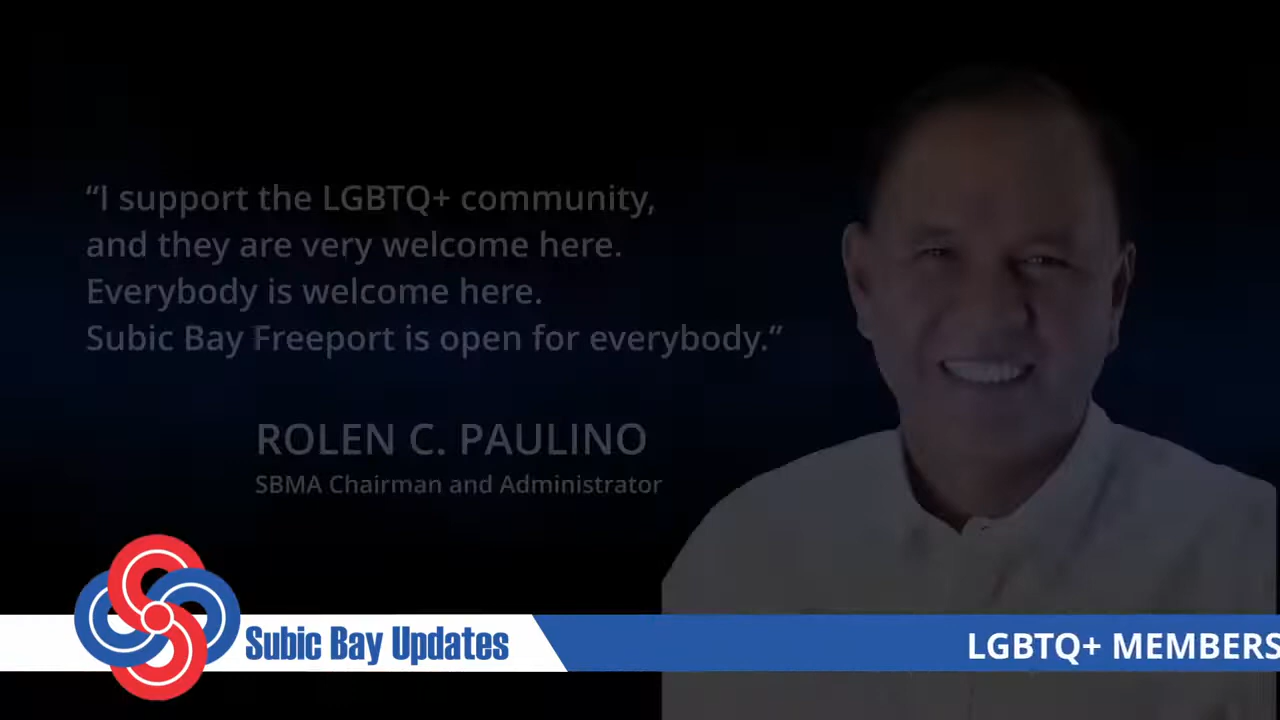 “I support the LGBTQ+ community,
and they are very welcome here.
Everybody is welcome here.
Subic Bay Freeport is open for everybody.”
ROLEN C. PAULINO
SBMA Chairman and Administrator
Subic Bay Updates
LGBTQ+ MEMBERS